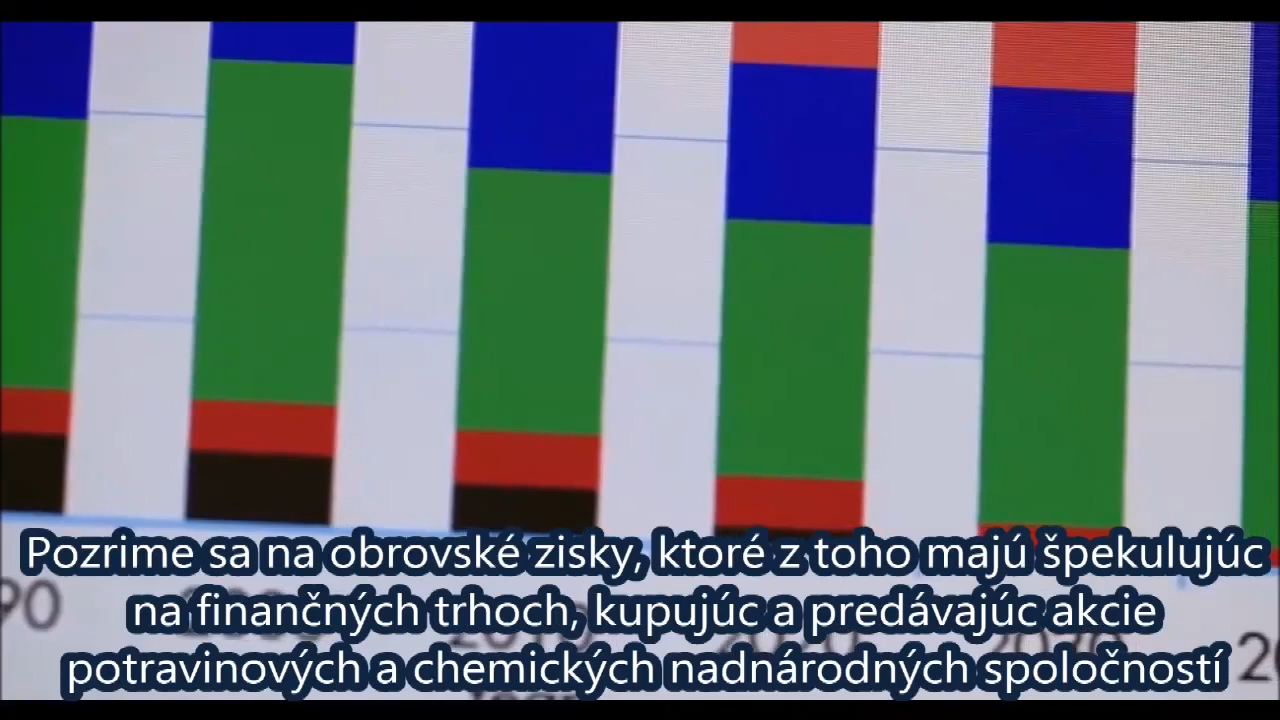 Pozrime sa na obrovské zisky, ktoré z toho majú špekulujúc
na finančných trhoch, kupujúc a predávajúc akcie
potravinových a chemických nadnárodných spoločností